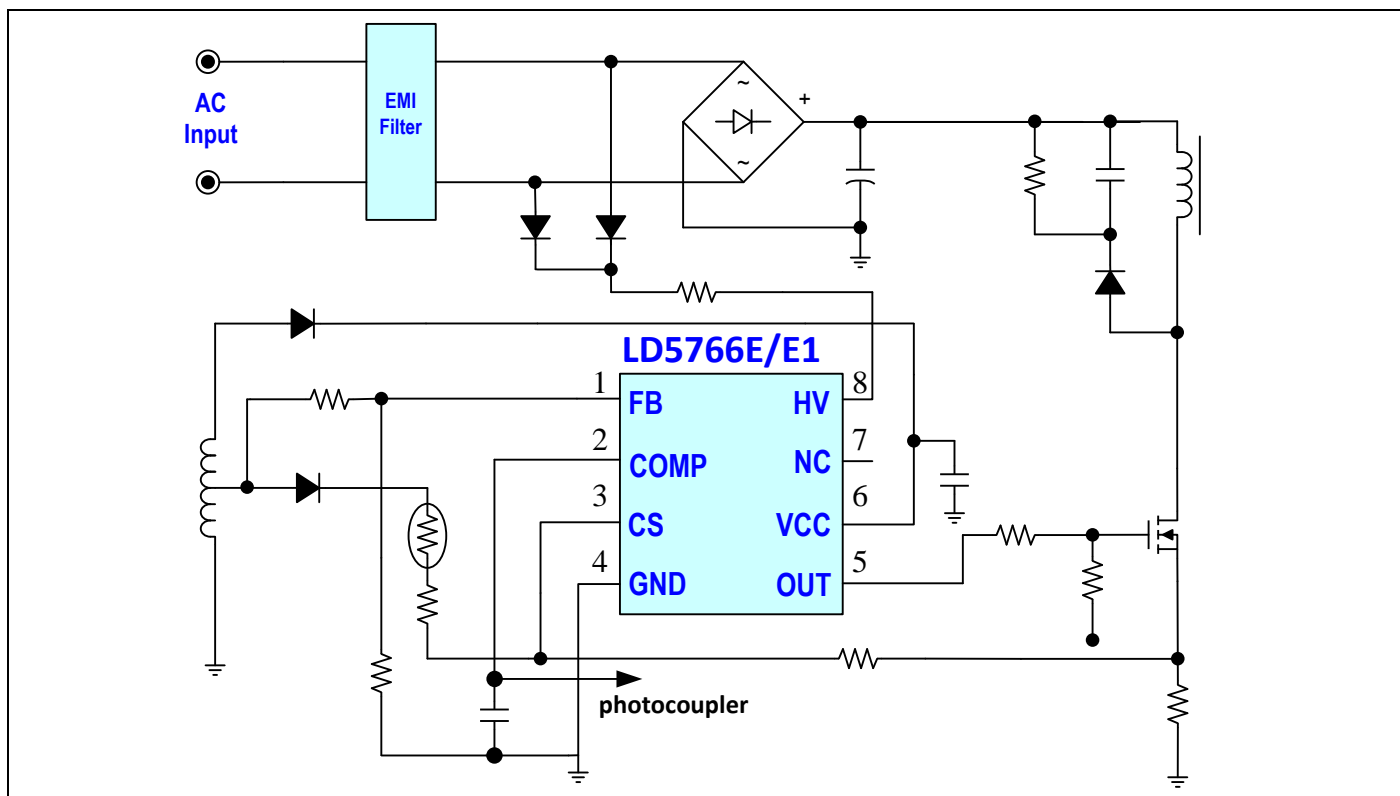 AC
Input
EMI
Filter
~
+
~
LD5766E/E1
1
FB
HV
8
2
COMP
NC
7
3
CS
VCC
6
4
GND
OUT
5
photocoupler